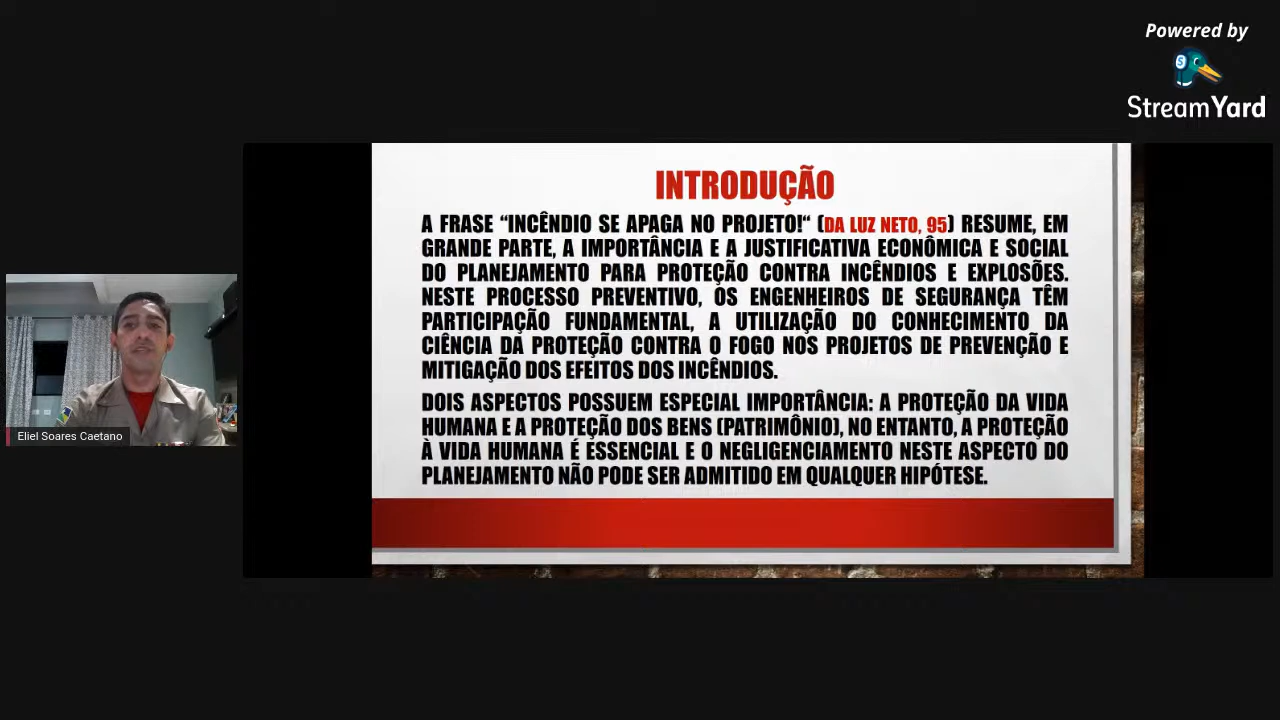 Powered by
StreamYard
INTRODUÇÃO
A FRASE “INCÊNDIO SE APAGA NO PROJETO!“ (DA LUZ NETO, 95) RESUME, EM
GRANDE PARTE, A IMPORTÂNCIA E A JUSTIFICATIVA ECONÔMICA E SOCIAL
DO PLANEJAMENTO PARA PROTEÇÃO CONTRA INCÊNDIOS E EXPLOSÕES.
NESTE PROCESSO PREVENTIVO, OS ENGENHEIROS DE SEGURANÇA TÊM
PARTICIPAÇÃO FUNDAMENTAL, A UTILIZAÇÃO DO CONHECIMENTO DA
CIÊNCIA DA PROTEÇÃO CONTRA O FOGO NOS PROJETOS DE PREVENÇÃO E
MITIGAÇÃO DOS EFEITOS DOS INCÊNDIOS.
DOIS ASPECTOS POSSUEM ESPECIAL IMPORTÂNCIA: A PROTEÇÃO DA VIDA
HUMANA E A PROTEÇÃO DOS BENS (PATRIMÔNIO), NO ENTANTO, A PROTEÇÃO
À VIDA HUMANA É ESSENCIAL E O NEGLIGENCIAMENTO NESTE ASPECTO DO
PLANEJAMENTO NÃO PODE SER ADMITIDO EM QUALQUER HIPÓTESE.
Eliel Soares Caetano